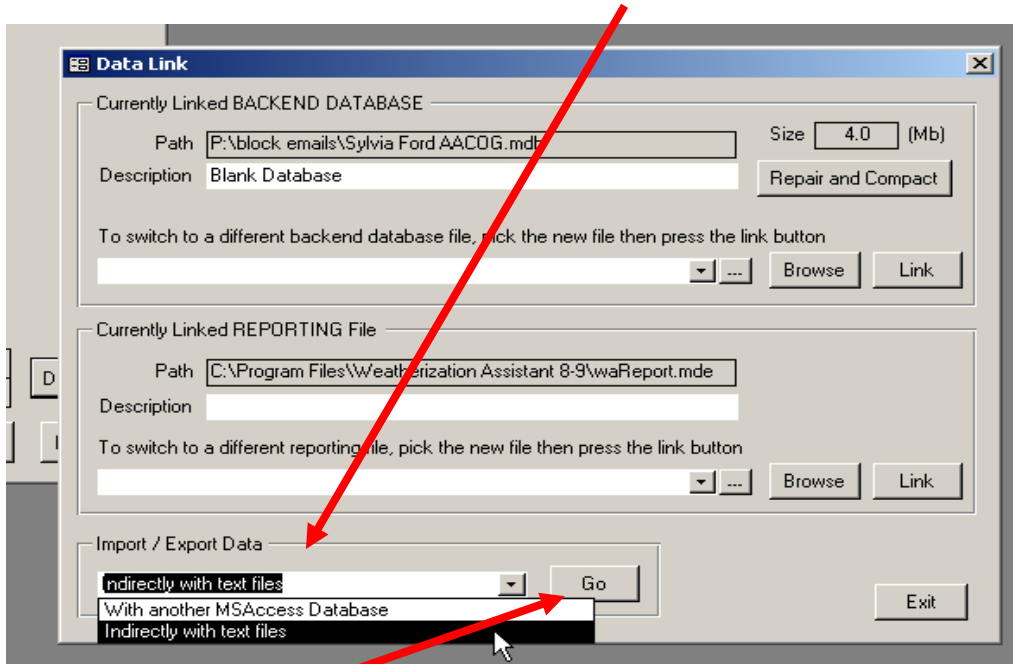 Data Link
Currently Linked BACKEND DATABASE
Path P:\block emails\Sylvia Ford AACOG.mdb Size 4.0 (Mb)
Description Blank Database Repair and Compact
To switch to a different backend database file, pick the new file then press the link button
... Browse Link
Currently Linked REPORTING File
Path C:\Program Files\Weatherization Assistant 8-9\waReport.mde
D
Description
To switch to a different reporting file, pick the new file then press the link button
... Browse Link
Import / Export Data
Indirectly with text files Go
With another MSAccess Database Exit
Indirectly with text files